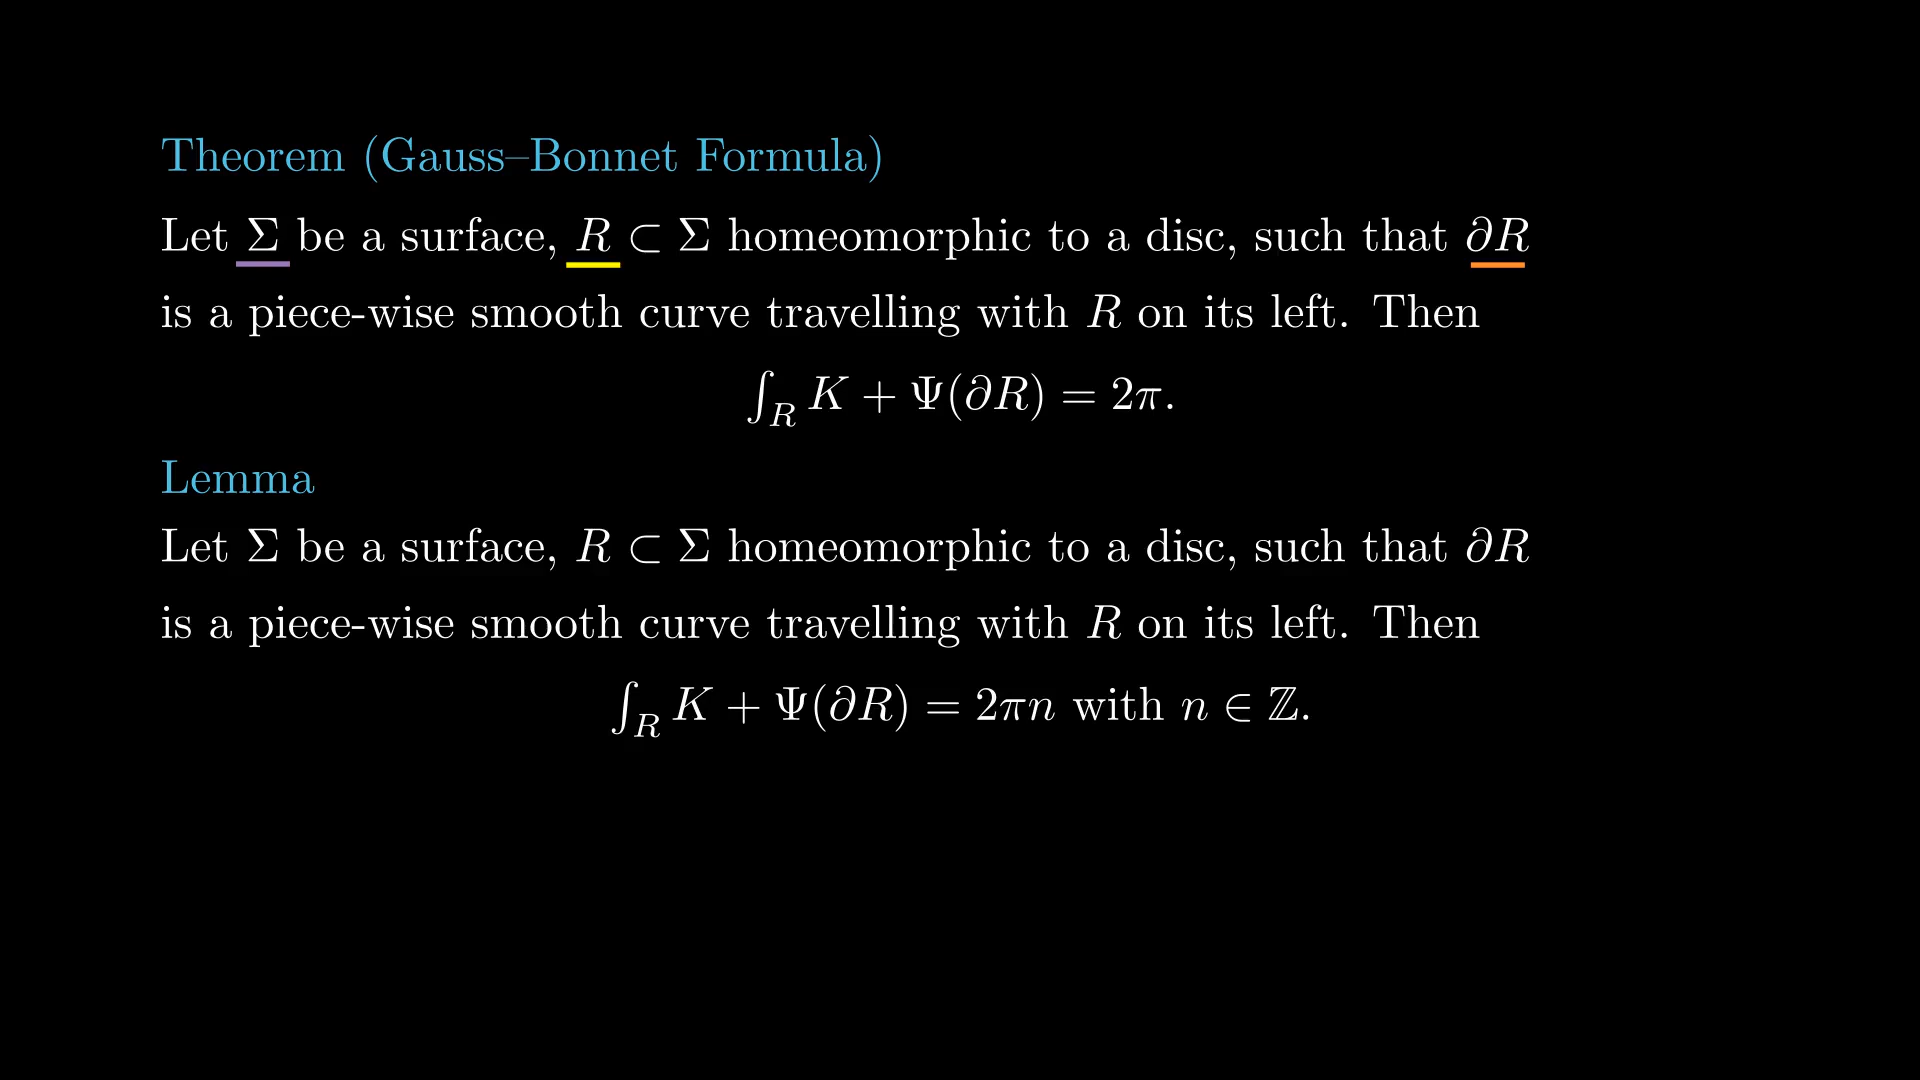 Theorem (Gauss–Bonnet Formula)
Let Σ be a surface, R ⊂ Σ homeomorphic to a disc, such that ∂R
is a piece-wise smooth curve travelling with R on its left. Then
∫_R K + Ψ(∂R) = 2π.
Lemma
Let Σ be a surface, R ⊂ Σ homeomorphic to a disc, such that ∂R
is a piece-wise smooth curve travelling with R on its left. Then
∫_R K + Ψ(∂R) = 2πn with n ∈ ℤ.